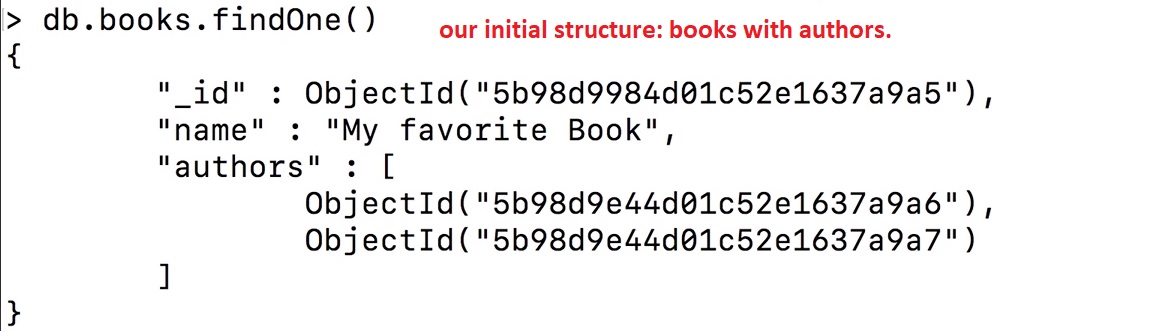 > db.books.findOne()
our initial structure: books with authors.
{
"_id" : ObjectId("5b98d9984d01c52e1637a9a5"),
"name" : "My favorite Book",
"authors" : [
ObjectId("5b98d9e44d01c52e1637a9a6"),
ObjectId("5b98d9e44d01c52e1637a9a7")
]
}